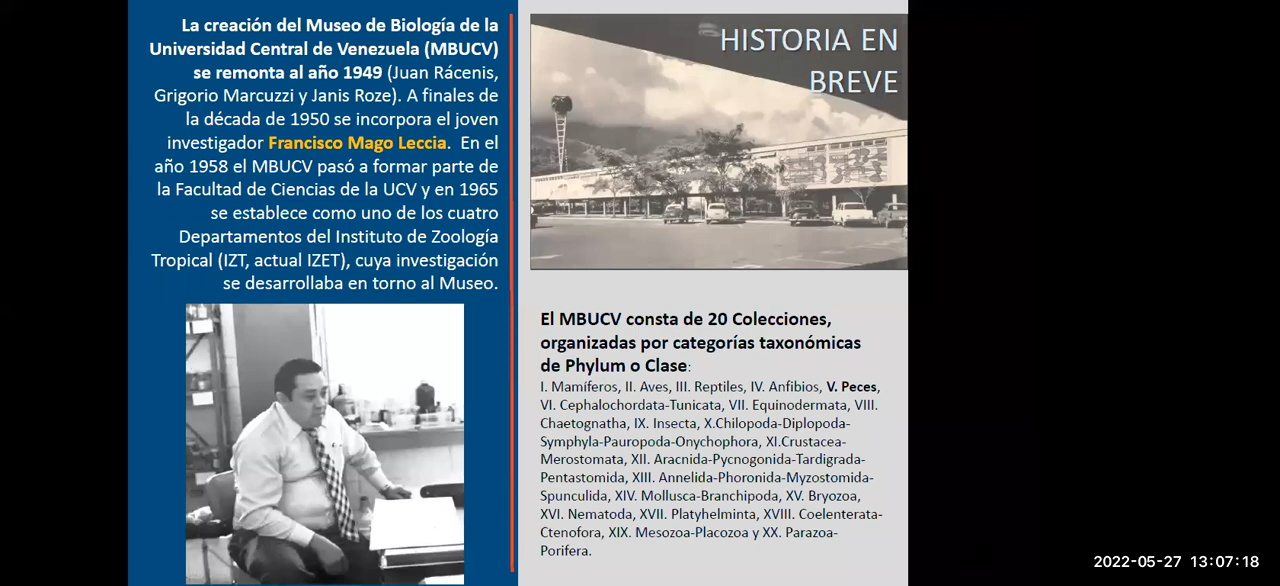 La creación del Museo de Biología de la
Universidad Central de Venezuela (MBUCV)
se remonta al año 1949 (Juan Rácenis,
Grigorio Marcuzzi y Janis Roze). A finales de
la década de 1950 se incorpora el joven
investigador Francisco Mago Leccia. En el
año 1958 el MBUCV pasó a formar parte de
la Facultad de Ciencias de la UCV y en 1965
se establece como uno de los cuatro
Departamentos del Instituto de Zoología
Tropical (IZT, actual IZET), cuya investigación
se desarrollaba en torno al Museo.
HISTORIA EN
BREVE
El MBUCV consta de 20 Colecciones,
organizadas por categorías taxonómicas
de Phylum o Clase:
I. Mamíferos, II. Aves, III. Reptiles, IV. Anfibios, V. Peces,
VI. Cephalochordata-Tunicata, VII. Equinodermata, VIII.
Chaetognatha, IX. Insecta, X.Chilopoda-Diplopoda-
Symphyla-Pauropoda-Onychophora, XI.Crustacea-
Merostomata, XII. Aracnida-Pycnogonida-Tardigrada-
Pentastomida, XIII. Annelida-Phoronida-Myzostomida-
Spunculida, XIV. Mollusca-Branchipoda, XV. Bryozoa,
XVI. Nematoda, XVII. Platyhelminta, XVIII. Coelenterata-
Ctenofora, XIX. Mesozoa-Placozoa y XX. Parazoa-
Porifera.
2022-05-27 13:07:18